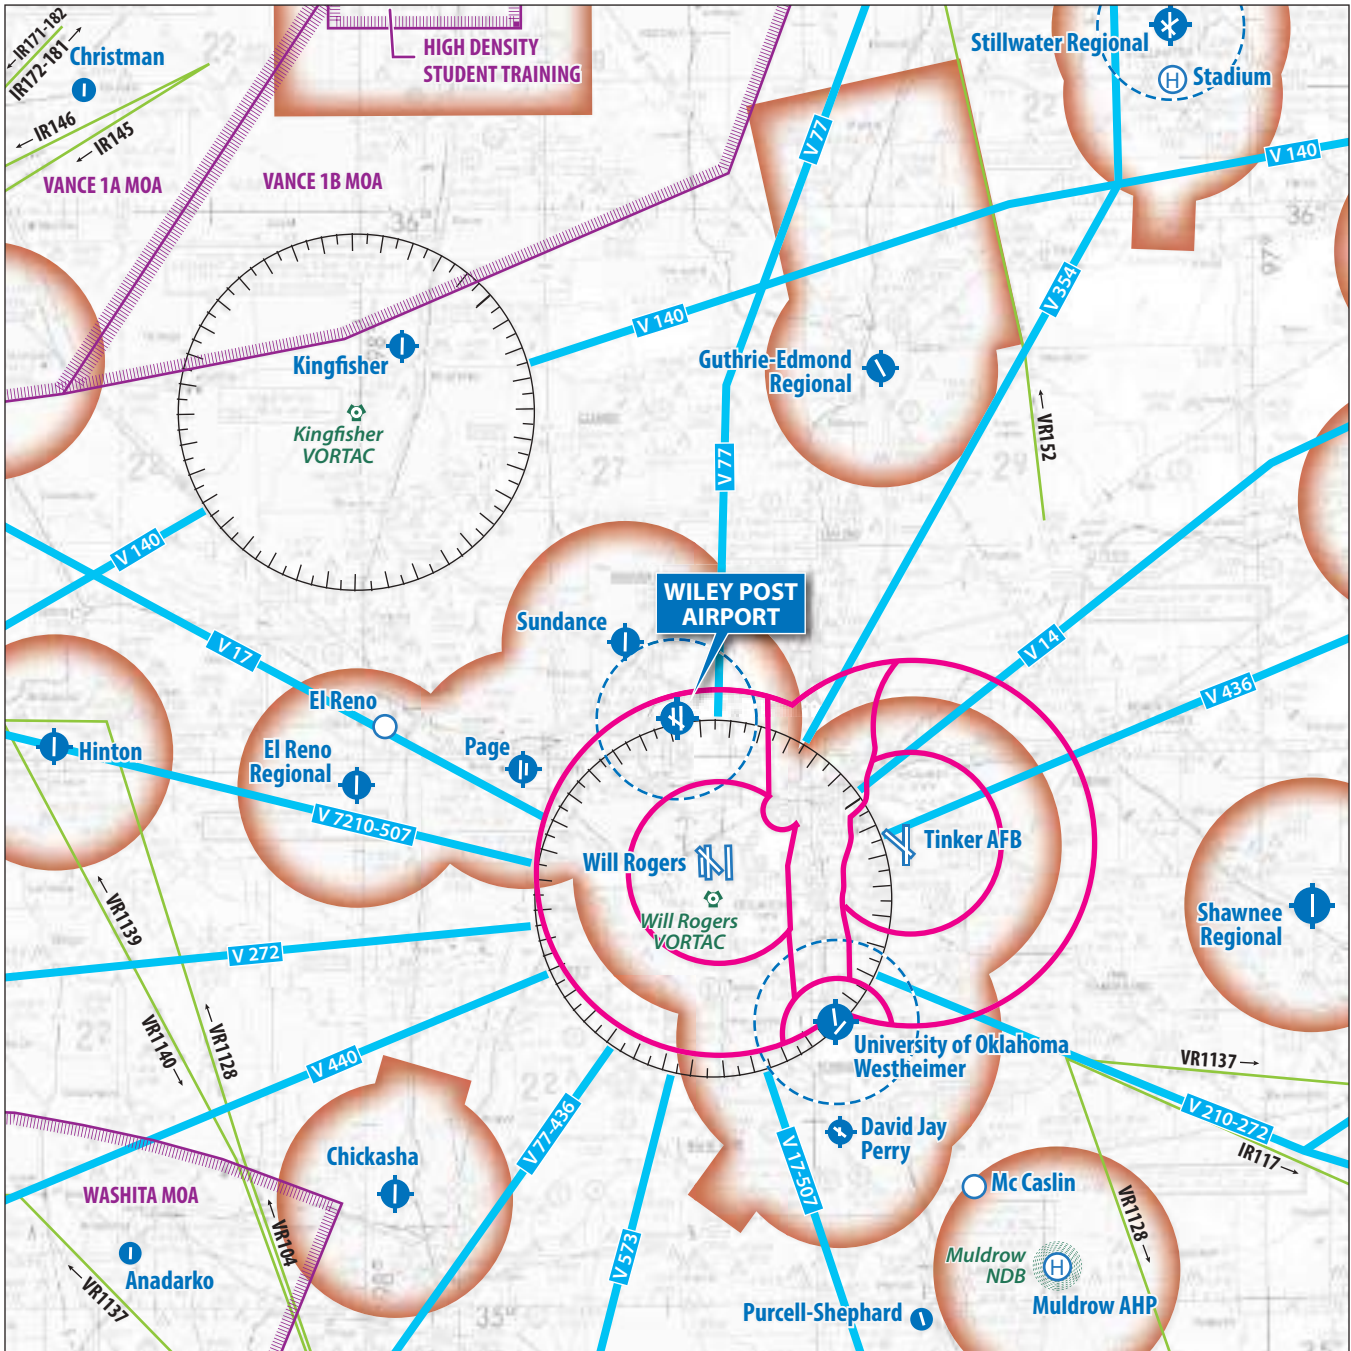 IR171-182
IR172-181
Christman
HIGH DENSITY
STUDENT TRAINING
Stillwater Regional
H
Stadium
IR146
IR145
VANCE 1A MOA
VANCE 1B MOA
V 77
V 140
36°
36°
97°
V 354
V 140
Kingfisher
Guthrie-Edmond
Regional
Kingfisher
VORTAC
VR152
V 77
V 140
WILEY POST
AIRPORT
Sundance
V 17
V 14
V 436
El Reno
Hinton
El Reno
Regional
Page
V 7210-507
Will Rogers
Tinker AFB
Will Rogers
VORTAC
Shawnee
Regional
VR1139
V 272
VR1140
VR1128
V 440
University of Oklahoma
Westheimer
VR1137
V 210-272
IR117
V 77-436
David Jay
Perry
V 17-507
Chickasha
Mc Caslin
WASHITA MOA
VR104
VR1128
Anadarko
V 573
Muldrow
NDB
H
Muldrow AHP
VR1137
Purcell-Shephard
35°